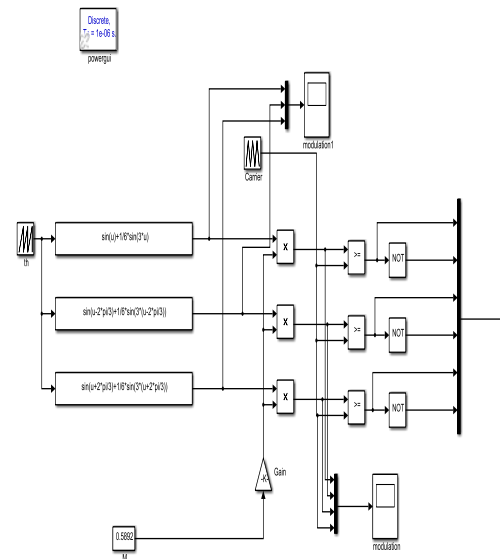 Discrete,
= 1e-06 s.
powergui
modulation1
Carrier
th
sin(u)+1/6*sin(3*u)
x
>=
NOT
sin(u-2*pi/3)+1/6*sin(3*(u-2*pi/3))
x
>=
NOT
sin(u+2*pi/3)+1/6*sin(3*(u+2*pi/3))
x
>=
NOT
-K-
Gain
0.5892
modulation